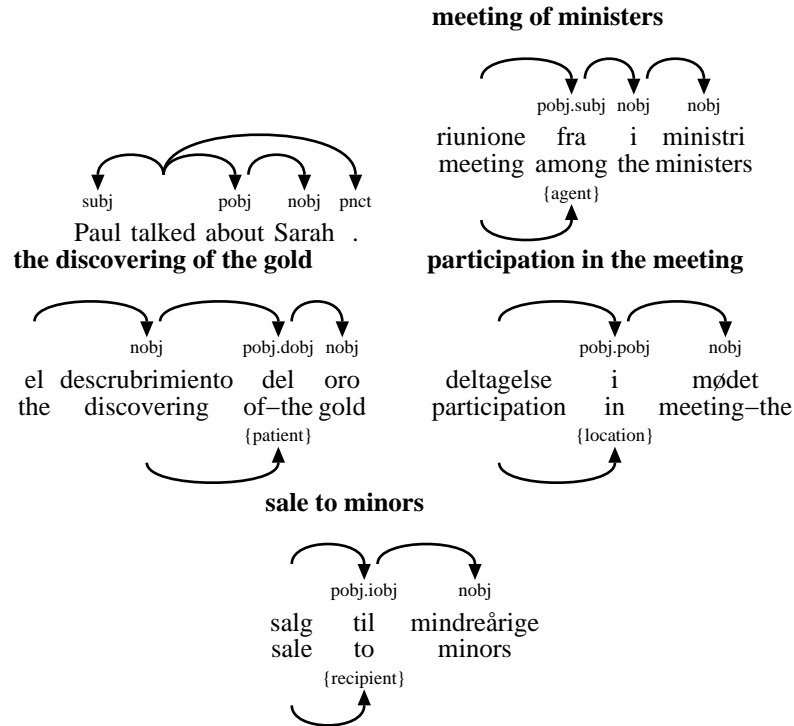 meeting of ministers
pobj.subj nobj nobj
riunione fra i ministri
meeting among the ministers
{agent}
subj pobj nobj pnct
Paul talked about Sarah .
the discovering of the gold
nobj pobj.dobj nobj
el descrubrimiento del oro
the discovering of−the gold
{patient}
participation in the meeting
pobj.pobj nobj
deltagelse i mødet
participation in meeting−the
{location}
sale to minors
pobj.iobj nobj
salg til mindreårige
sale to minors
{recipient}